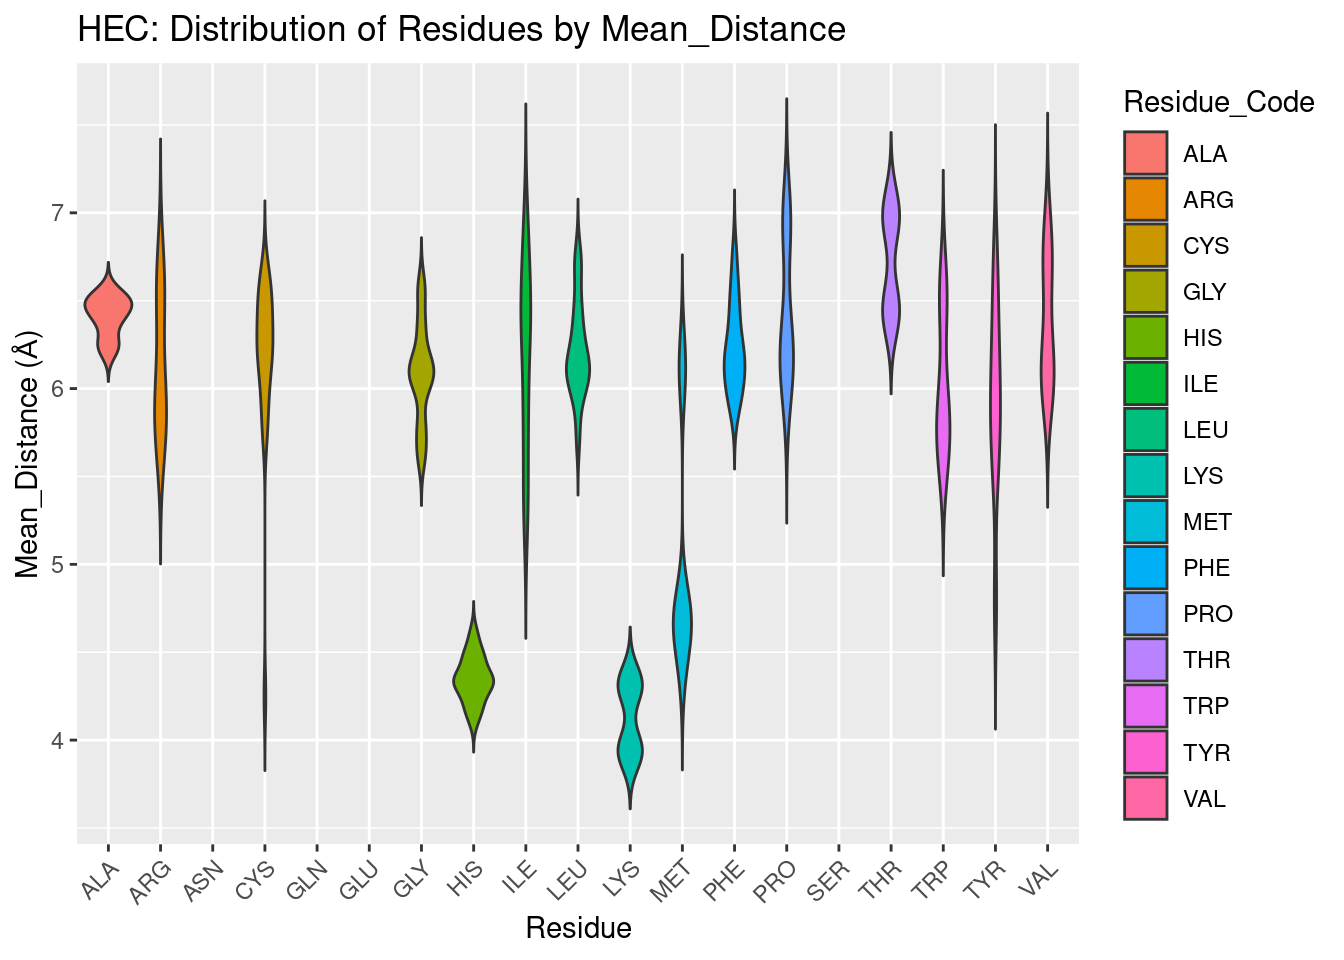 HEC: Distribution of Residues by Mean_Distance
Mean_Distance (Å)
7
6
5
4
ALA
ARG
ASN
CYS
GLN
GLU
GLY
HIS
ILE
LEU
LYS
MET
PHE
PRO
SER
THR
TRP
TYR
VAL
Residue
Residue_Code
ALA
ARG
CYS
GLY
HIS
ILE
LEU
LYS
MET
PHE
PRO
THR
TRP
TYR
VAL